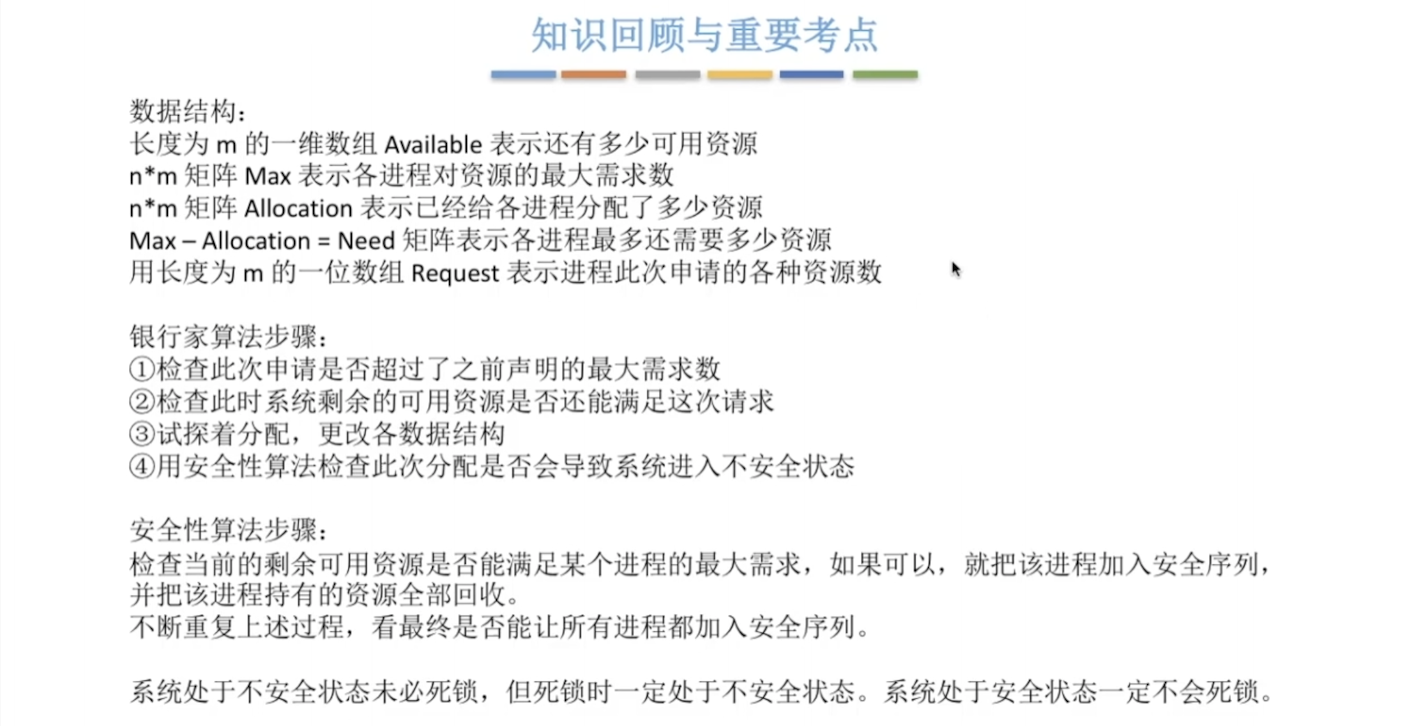 知识回顾与重要考点
数据结构：
长度为 m 的一维数组 Available 表示还有多少可用资源
n*m 矩阵 Max 表示各进程对资源的最大需求数
n*m 矩阵 Allocation 表示已经给各进程分配了多少资源
Max – Allocation = Need 矩阵表示各进程最多还需要多少资源
用长度为 m 的一位数组 Request 表示进程此次申请的各种资源数
银行家算法步骤：
①检查此次申请是否超过了之前声明的最大需求数
②检查此时系统剩余的可用资源是否还能满足这次请求
③试探着分配，更改各数据结构
④用安全性算法检查此次分配是否会导致系统进入不安全状态
安全性算法步骤：
检查当前的剩余可用资源是否能满足某个进程的最大需求，如果可以，就把该进程加入安全序列，
并把该进程持有的资源全部回收。
不断重复上述过程，看最终是否能让所有进程都加入安全序列。
系统处于不安全状态未必死锁，但死锁时一定处于不安全状态。系统处于安全状态一定不会死锁。